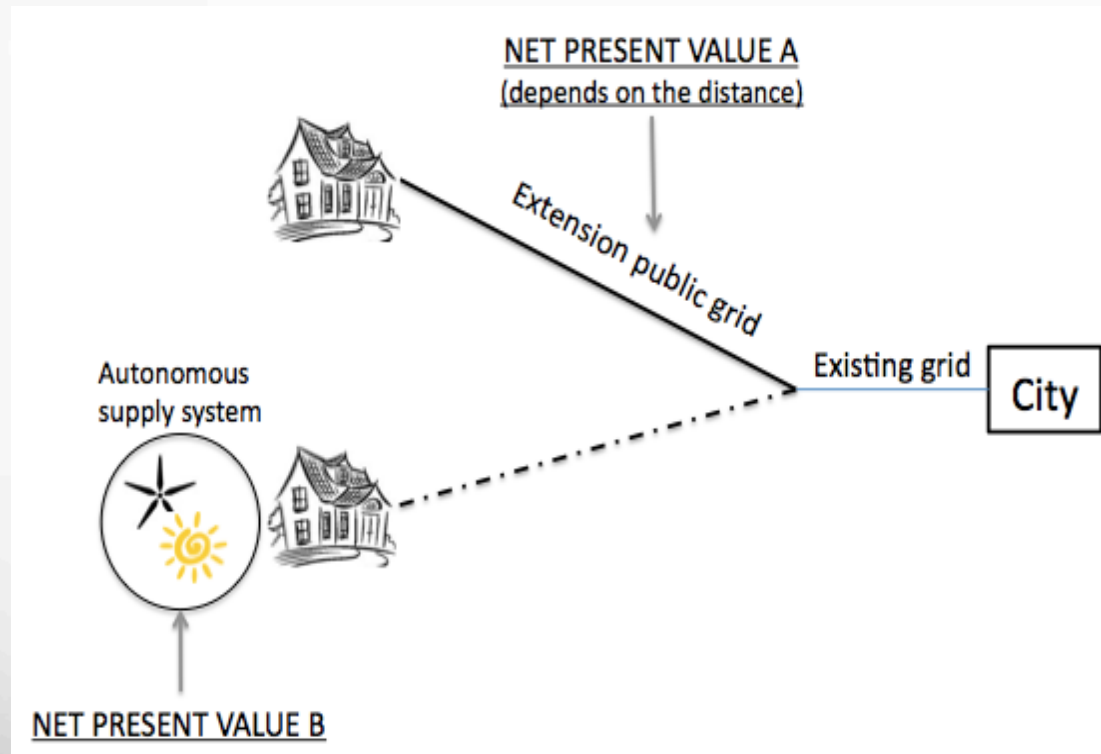 NET PRESENT VALUE A
(depends on the distance)
Extension public grid
Existing grid
City
Autonomous
supply system
NET PRESENT VALUE B